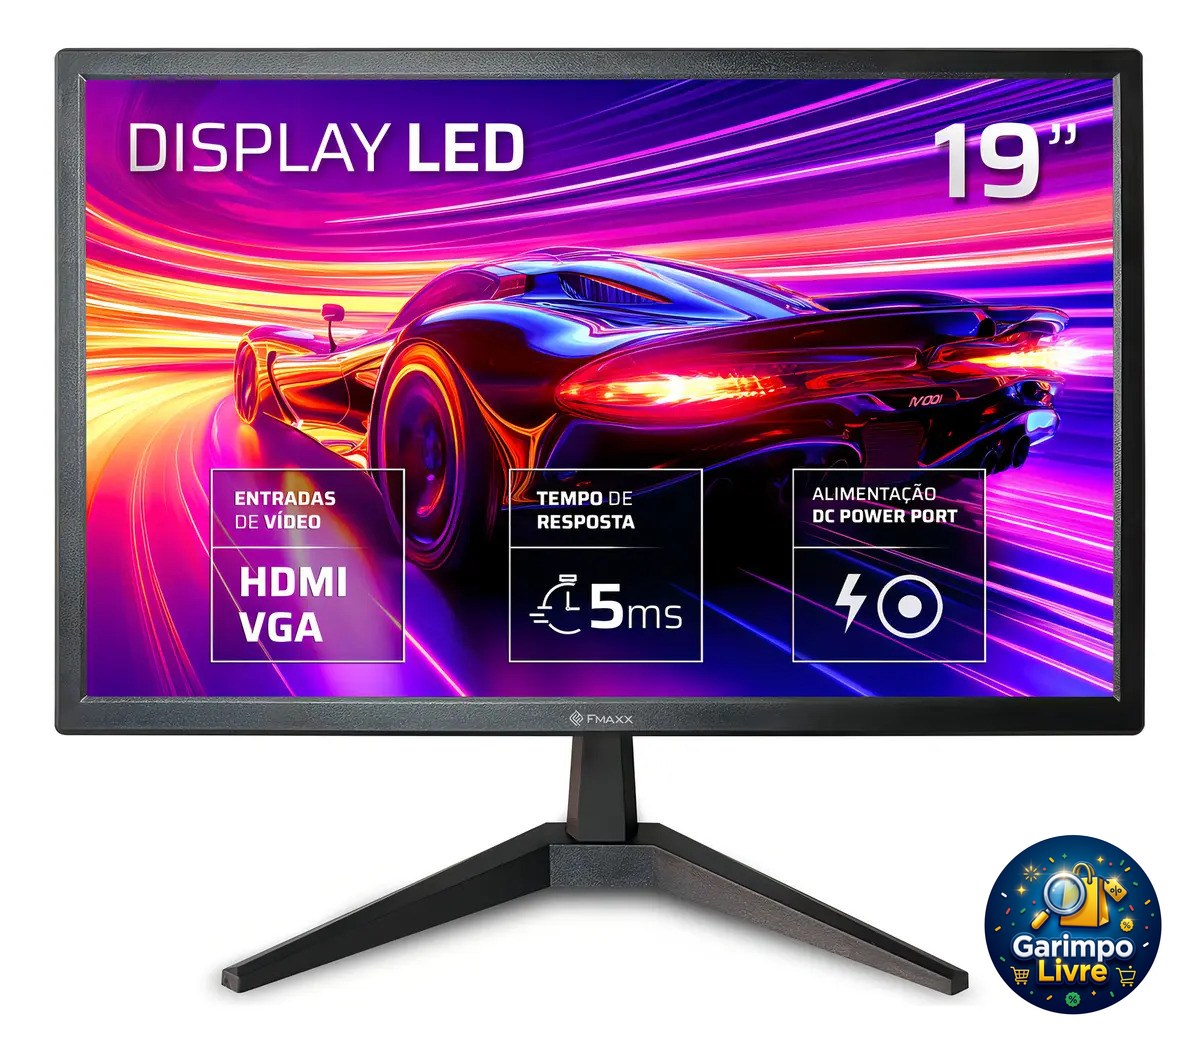 DISPLAY LED
19”
IV001
ENTRADAS
DE VÍDEO
HDMI
VGA
TEMPO DE
RESPOSTA
5ms
ALIMENTAÇÃO
DC POWER PORT
FMAXX
%
%
Garimpo
Livre
%